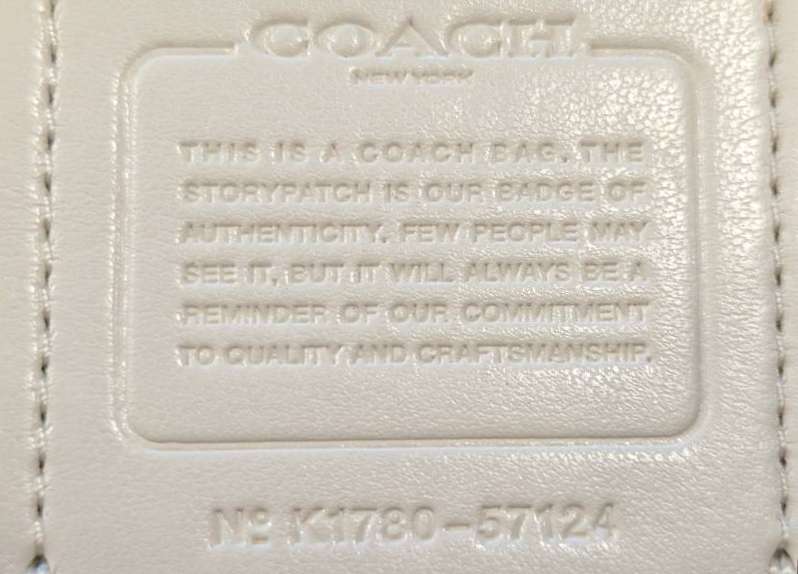 COACH
NEW YORK
THIS IS A COACH BAG. THE
STORYPATCH IS OUR BADGE OF
AUTHENTICITY. FEW PEOPLE MAY
SEE IT, BUT IT WILL ALWAYS BE A
REMINDER OF OUR COMMITMENT
TO QUALITY AND CRAFTSMANSHIP.
Nº K1780-57124